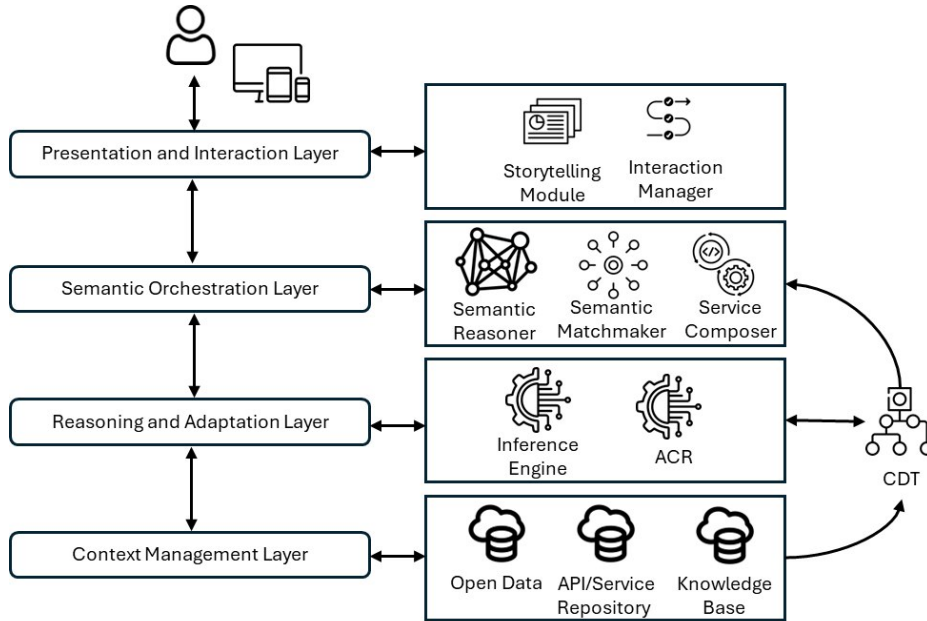 Presentation and Interaction Layer
Storytelling
Module
Interaction
Manager
Semantic Orchestration Layer
Semantic
Reasoner
Semantic
Matchmaker
Service
Composer
Reasoning and Adaptation Layer
Inference
Engine
ACR
CDT
Context Management Layer
Open Data
API/Service
Repository
Knowledge
Base